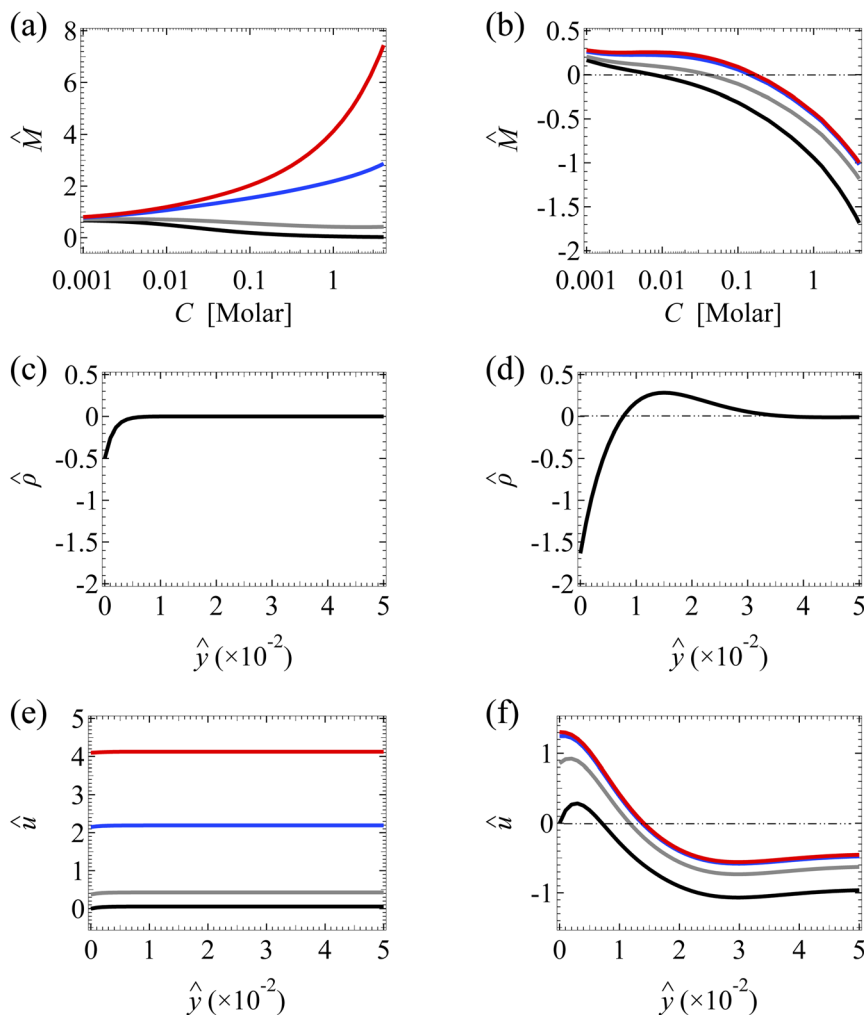 (a)
8
6
4
2
0
M̂
0.001
0.01
0.1
1
C [Molar]
(b)
0.5
0
-0.5
-1
-1.5
-2
M̂
0.001
0.01
0.1
1
C [Molar]
(c)
0.5
0
-0.5
-1
-1.5
-2
ρ̂
0 1 2 3 4 5
ŷ (×10⁻²)
(d)
0.5
0
-0.5
-1
-1.5
-2
ρ̂
0 1 2 3 4 5
ŷ (×10⁻²)
(e)
5
4
3
2
1
0
û
0 1 2 3 4 5
ŷ (×10⁻²)
(f)
1
0
-1
û
0 1 2 3 4 5
ŷ (×10⁻²)